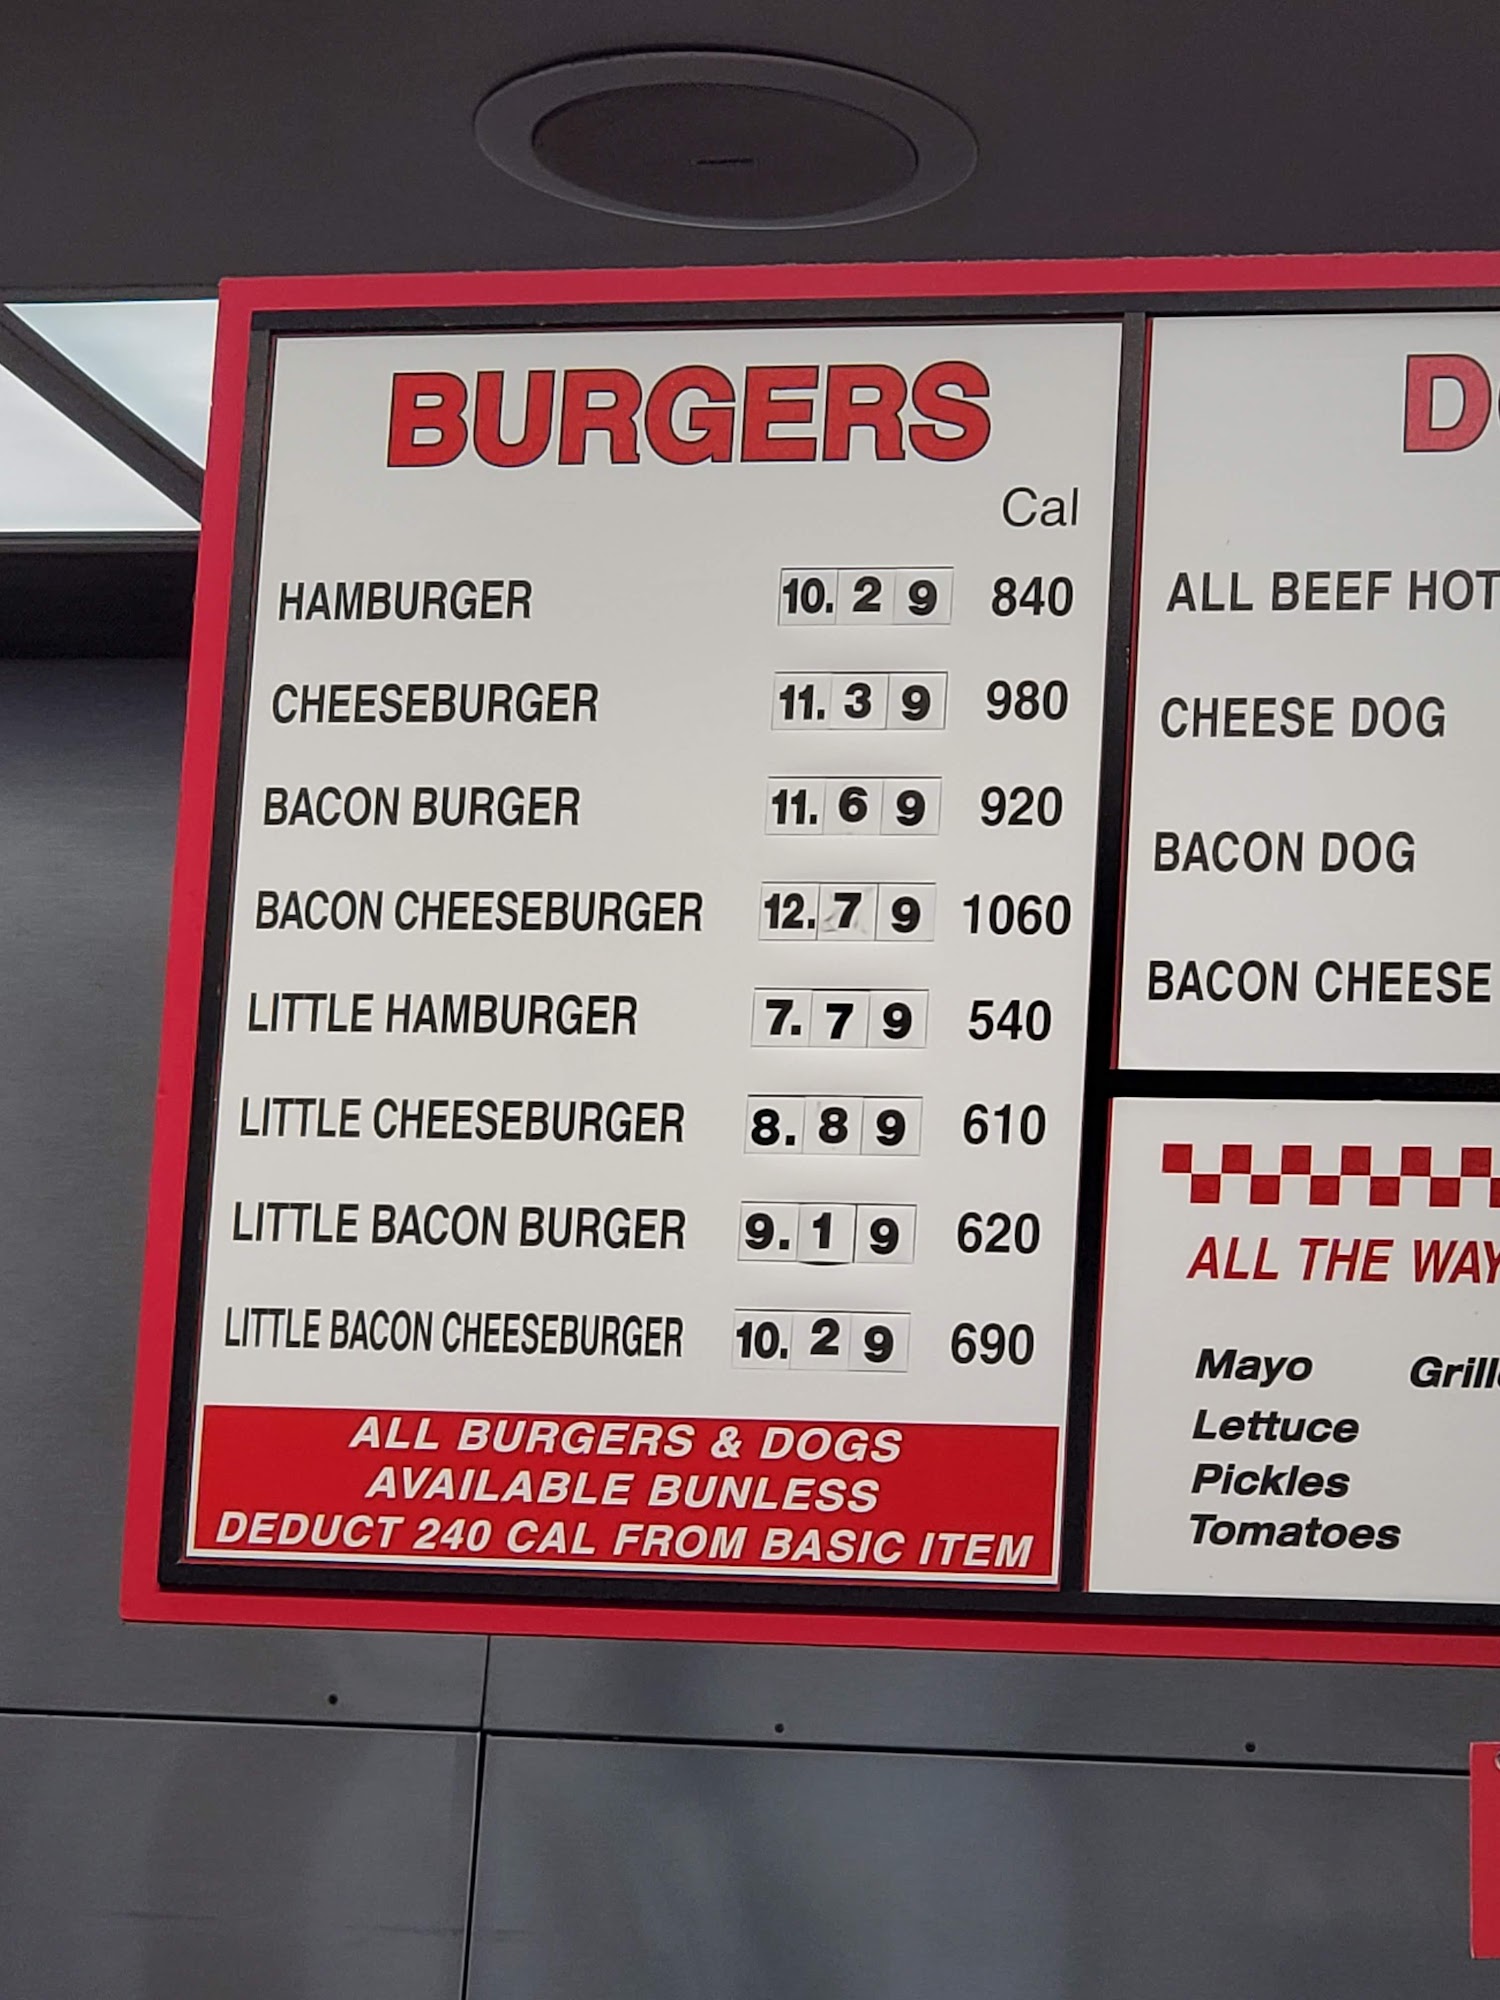 BURGERS
Cal
HAMBURGER 10.29 840
CHEESEBURGER 11.39 980
BACON BURGER 11.69 920
BACON CHEESEBURGER 12.79 1060
LITTLE HAMBURGER 7.79 540
LITTLE CHEESEBURGER 8.89 610
LITTLE BACON BURGER 9.19 620
LITTLE BACON CHEESEBURGER 10.29 690
ALL BURGERS & DOGS
AVAILABLE BUNLESS
DEDUCT 240 CAL FROM BASIC ITEM
D
ALL BEEF HOT
CHEESE DOG
BACON DOG
BACON CHEESE
ALL THE WAY
Mayo
Lettuce
Pickles
Tomatoes